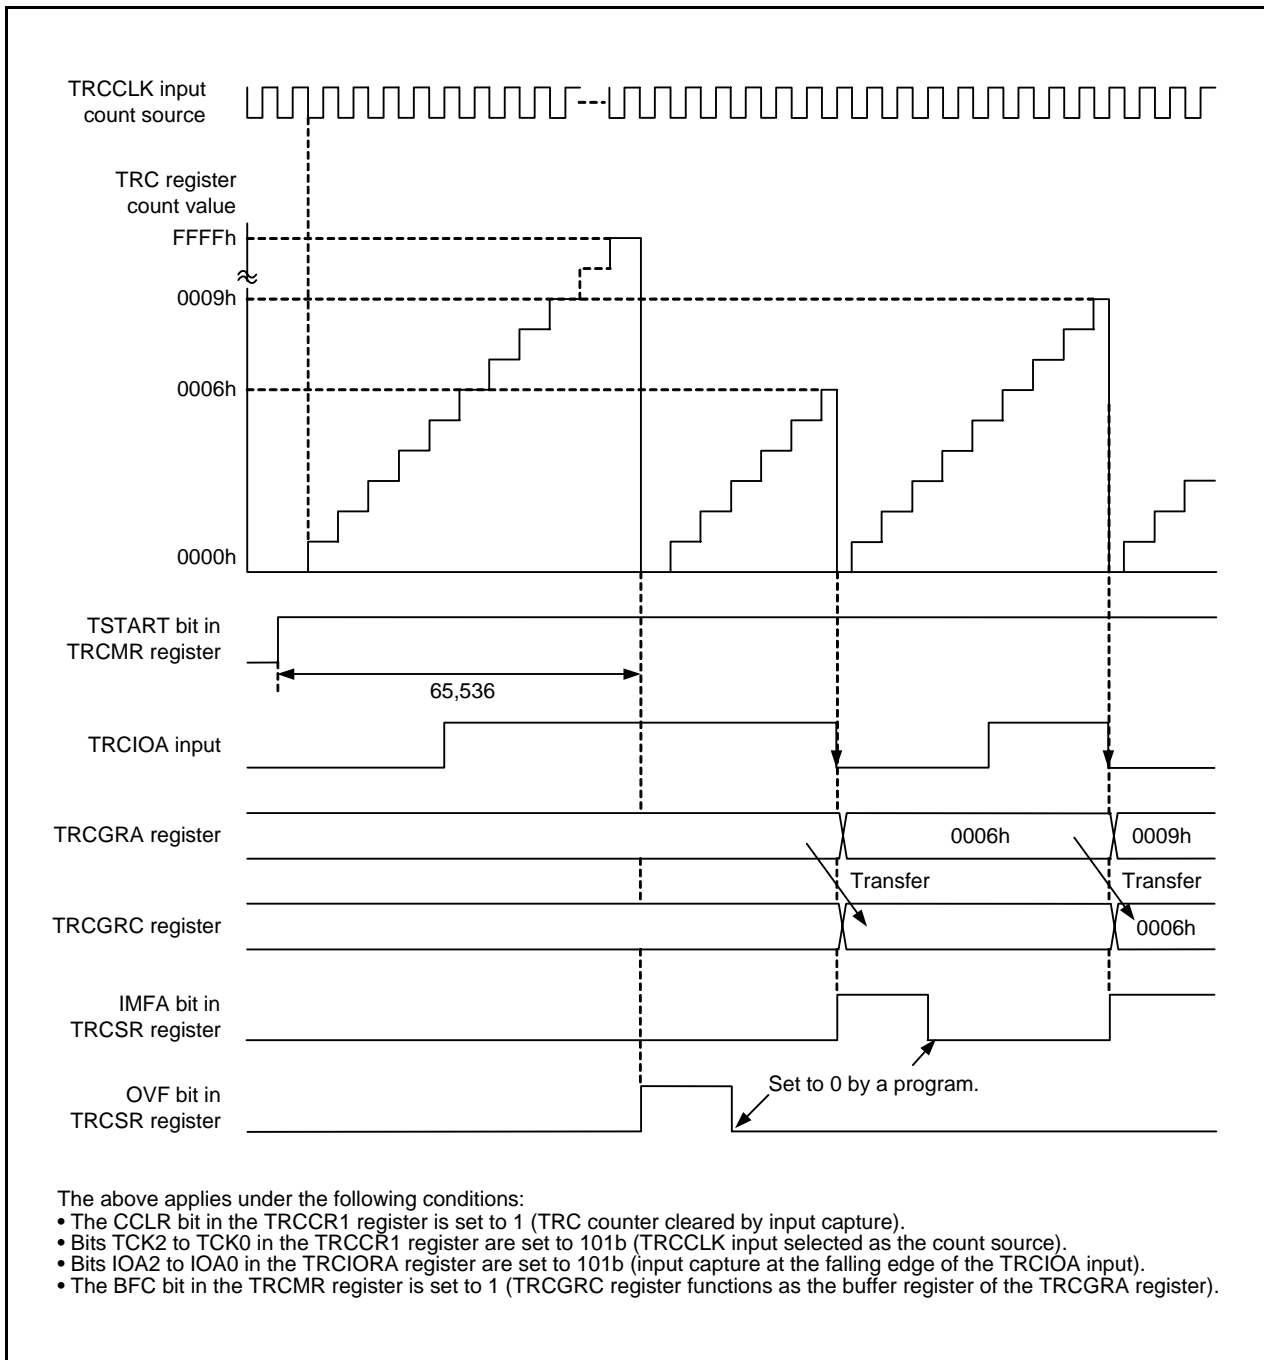 TRCCLK input
count source
TRC register
count value
FFFFh
0009h
0006h
0000h
TSTART bit in
TRCMR register
65,536
TRCIOA input
TRCGRA register
0006h
0009h
Transfer
Transfer
TRCGRC register
0006h
IMFA bit in
TRCSR register
Set to 0 by a program.
OVF bit in
TRCSR register
The above applies under the following conditions:
• The CCLR bit in the TRCCR1 register is set to 1 (TRC counter cleared by input capture).
• Bits TCK2 to TCK0 in the TRCCR1 register are set to 101b (TRCCLK input selected as the count source).
• Bits IOA2 to IOA0 in the TRCIORA register are set to 101b (input capture at the falling edge of the TRCIOA input).
• The BFC bit in the TRCMR register is set to 1 (TRCGRC register functions as the buffer register of the TRCGRA register).